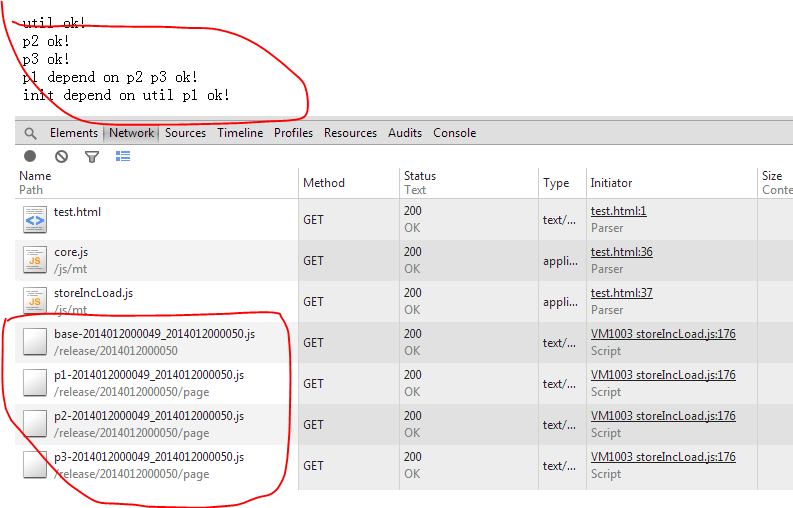 util ok!
p2 ok!
p3 ok!
p1 depend on p2 p3 ok!
init depend on util p1 ok!
Elements Network Sources Timeline Profiles Resources Audits Console
Name Method Status Type Initiator Size
Path Text Conte
test.html GET 200 text/... test.html:1
OK Parser
core.js GET 200 appli... test.html:36
/js/mt OK Parser
storeIncLoad.js GET 200 appli... test.html:37
/js/mt OK Parser
base-2014012000049_2014012000050.js GET 200 text/... VM1003 storeIncLoad.js:176
/release/2014012000050 OK Script
p1-2014012000049_2014012000050.js GET 200 text/... VM1003 storeIncLoad.js:176
/release/2014012000050/page OK Script
p2-2014012000049_2014012000050.js GET 200 text/... VM1003 storeIncLoad.js:176
/release/2014012000050/page OK Script
p3-2014012000049_2014012000050.js GET 200 text/... VM1003 storeIncLoad.js:176
/release/2014012000050/page OK Script